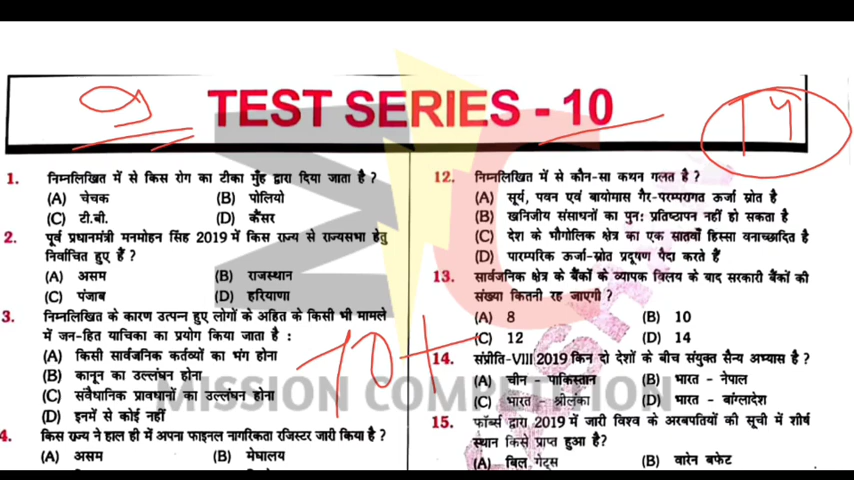 TEST SERIES - 10
1. निम्नलिखित में से किस रोग का टीका मुँह द्वारा दिया जाता है ?
(A) चेचक (B) पोलियो
(C) टी.बी. (D) कैंसर
2. पूर्व प्रधानमंत्री मनमोहन सिंह 2019 में किस राज्य से राज्यसभा हेतु
निर्वाचित हुए हैं ?
(A) असम (B) राजस्थान
(C) पंजाब (D) हरियाणा
3. निम्नलिखित के कारण उत्पन्न हुए लोगों के अहित के किसी भी मामले
में जन-हित याचिका का प्रयोग किया जाता है :
(A) किसी सार्वजनिक कर्तव्यों का भंग होना
(B) कानून का उल्लंघन होना
(C) संवैधानिक प्रावधानों का उल्लंघन होना
(D) इनमें से कोई नहीं
4. किस राज्य ने हाल ही में अपना फाइनल नागरिकता रजिस्टर जारी किया है ?
(A) असम (B) मेघालय
12. निम्नलिखित में से कौन-सा कथन गलत है ?
(A) सूर्य, पवन एवं बायोमास गैर-परम्परागत ऊर्जा स्रोत है
(B) खनिजीय संसाधनों का पुनः प्रतिष्ठापन नहीं हो सकता है
(C) देश के भौगोलिक क्षेत्र का एक सातवाँ हिस्सा वनाच्छादित है
(D) पारम्परिक ऊर्जा-स्रोत प्रदूषण पैदा करते हैं
13. सार्वजनिक क्षेत्र के बैंकों के व्यापक विलय के बाद सरकारी बैंकों की
संख्या कितनी रह जाएगी ?
(A) 8 (B) 10
(C) 12 (D) 14
14. संप्रीति-VIII 2019 किन दो देशों के बीच संयुक्त सैन्य अभ्यास है ?
(A) चीन - पाकिस्तान (B) भारत - नेपाल
(C) भारत - श्रीलंका (D) भारत - बांग्लादेश
15. फॉर्ब्स द्वारा 2019 में जारी विश्व के अरबपतियों की सूची में शीर्ष
स्थान किसे प्राप्त हुआ है?
(A) बिल गेट्स (B) वारेन बफेट
MISSION COMPETITION